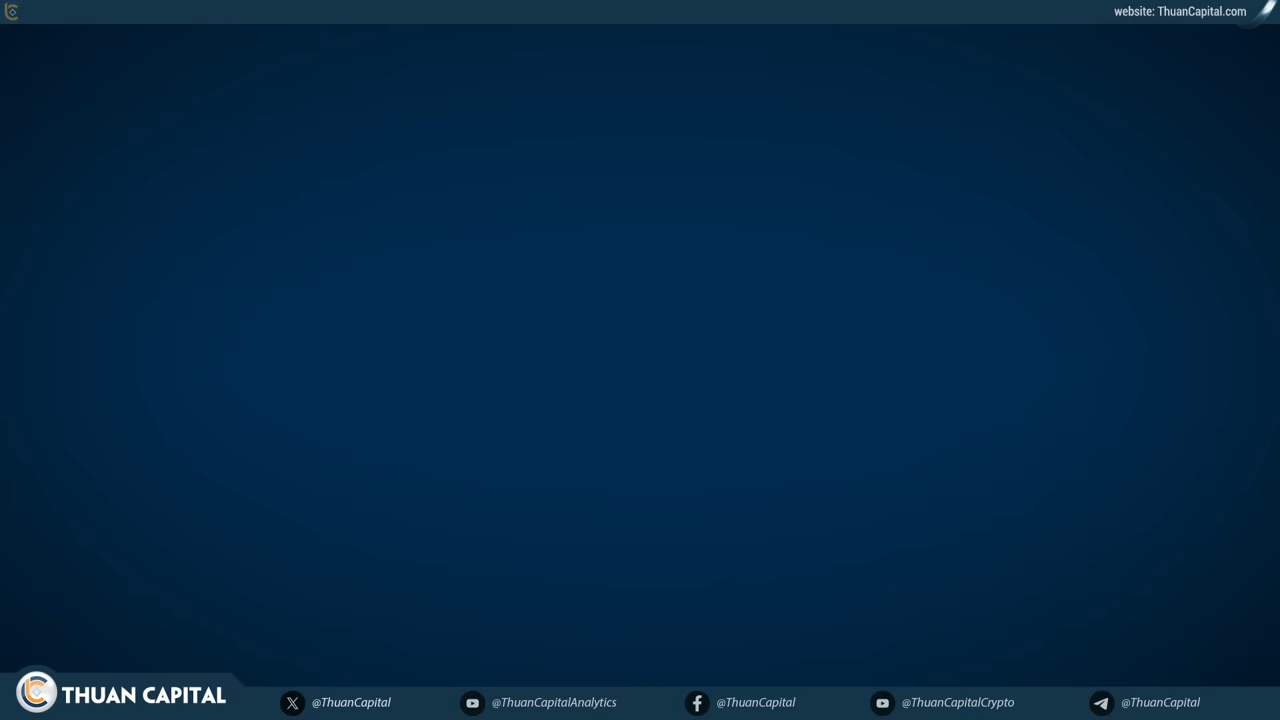 website: ThuanCapital.com
THUAN CAPITAL
@ThuanCapital
@ThuanCapitalAnalytics
@ThuanCapital
@ThuanCapitalCrypto
@ThuanCapital